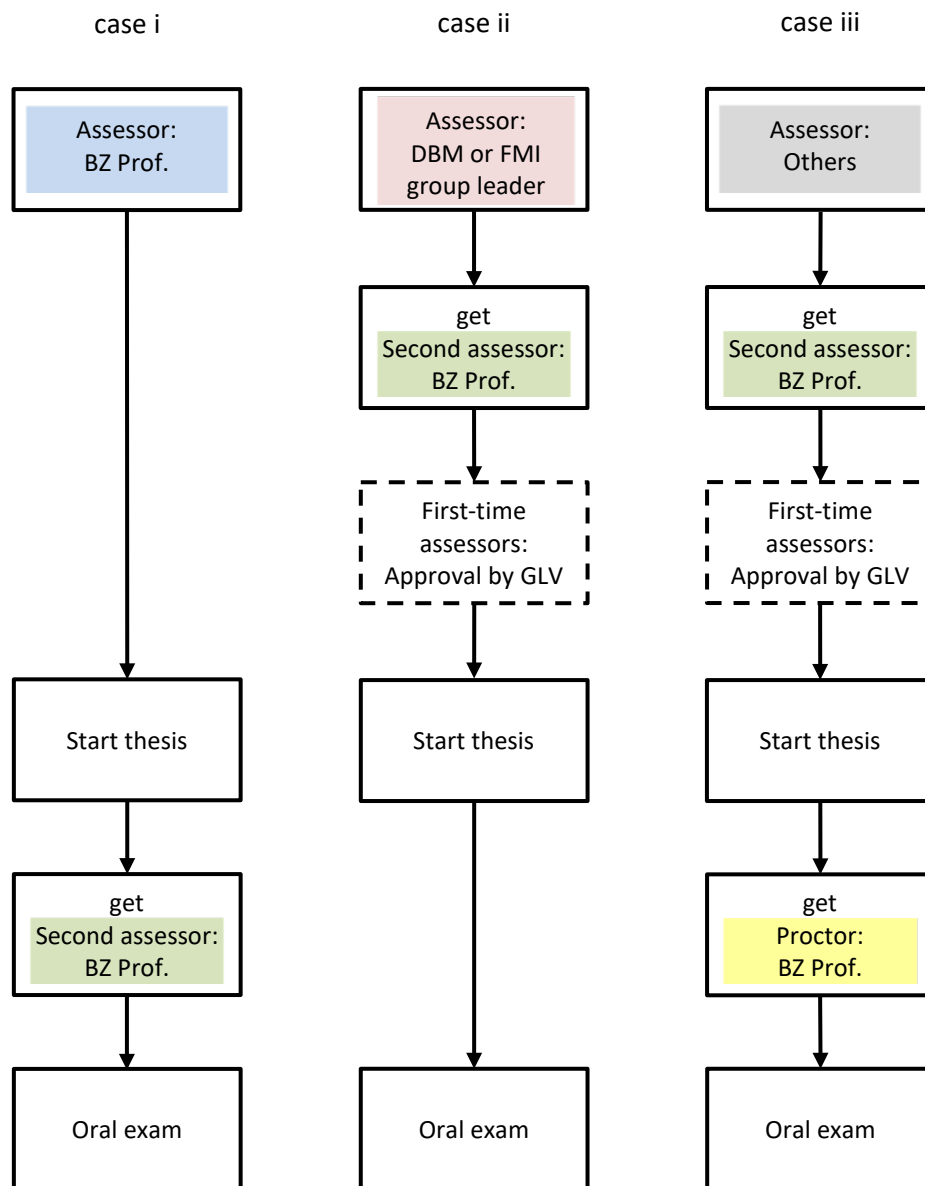 case i
Assessor:
BZ Prof.
Start thesis
get
Second assessor:
BZ Prof.
Oral exam
case ii
Assessor:
DBM or FMI
group leader
get
Second assessor:
BZ Prof.
First-time
assessors:
Approval by GLV
Start thesis
Oral exam
case iii
Assessor:
Others
get
Second assessor:
BZ Prof.
First-time
assessors:
Approval by GLV
Start thesis
get
Proctor:
BZ Prof.
Oral exam